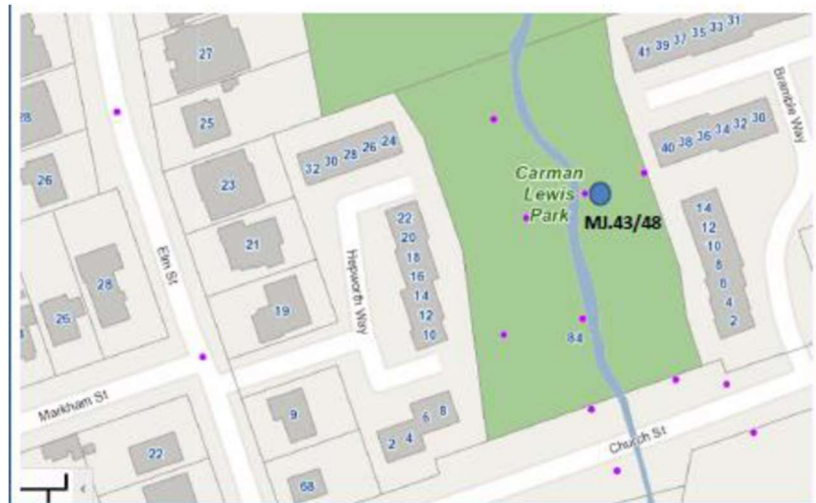 27
25
28
26
23
21
19
28
26
9
22
68
32 30 28 26 24
22
20
18
16
14
12
10
2 4 6 8
Elm St
Hepworth Way
Markham St
Church St
Bramble Way
Carman
Lewis
Park
MJ.43/48
84
41 39 37 35 33 31
40 38 36 34 32 30
14
12
10
8
6
4
2